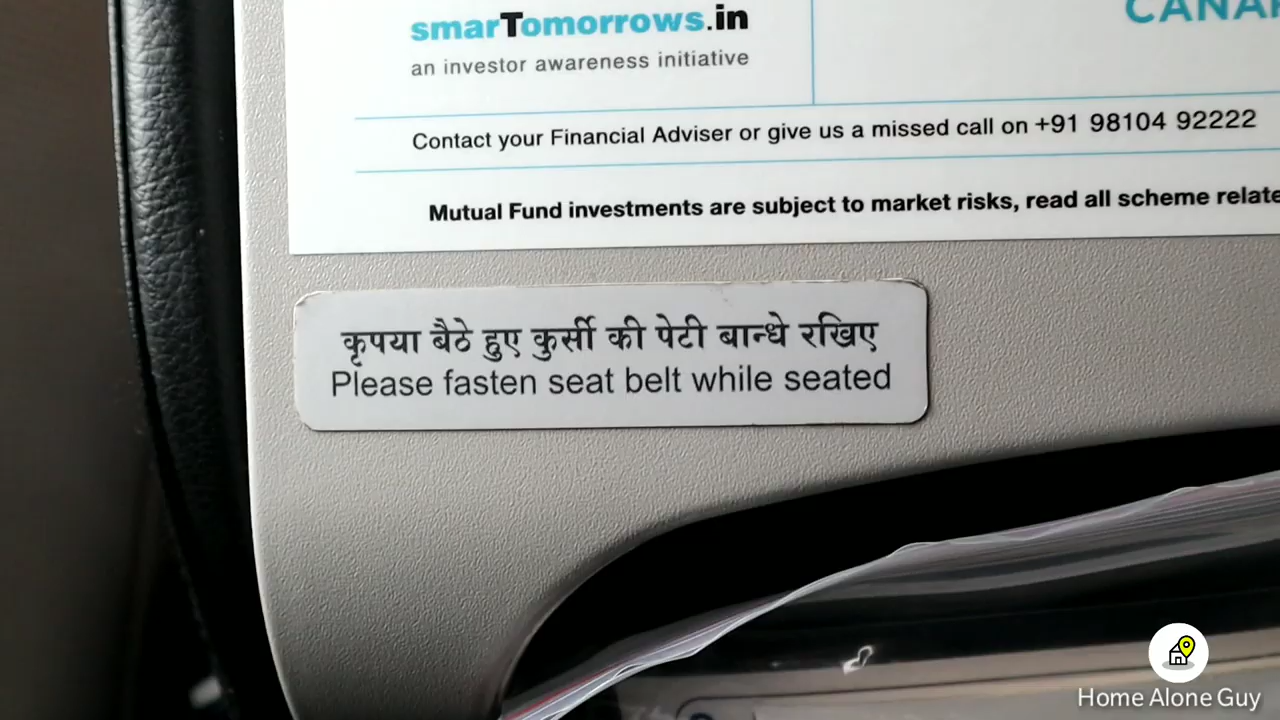 smarTomorrows.in
an investor awareness initiative
Contact your Financial Adviser or give us a missed call on +91 98104 92222
Mutual Fund investments are subject to market risks, read all scheme
कृपया बैठे हुए कुर्सी की पेटी बान्धे रखिए
Please fasten seat belt while seated
Home Alone Guy